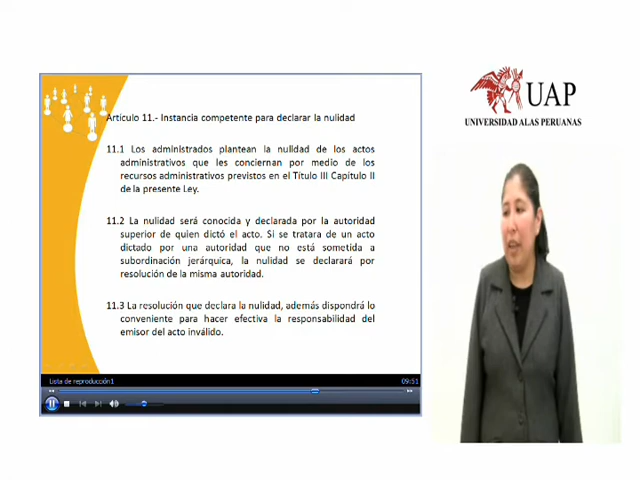 Artículo 11.- Instancia competente para declarar la nulidad
11.1 Los administrados plantean la nulidad de los actos
administrativos que les conciernan por medio de los
recursos administrativos previstos en el Título III Capítulo II
de la presente Ley.
11.2 La nulidad será conocida y declarada por la autoridad
superior de quien dictó el acto. Si se tratara de un acto
dictado por una autoridad que no está sometida a
subordinación jerárquica, la nulidad se declarará por
resolución de la misma autoridad.
11.3 La resolución que declara la nulidad, además dispondrá lo
conveniente para hacer efectiva la responsabilidad del
emisor del acto inválido.
Lista de reproducción1
09:51
UAP
UNIVERSIDAD ALAS PERUANAS